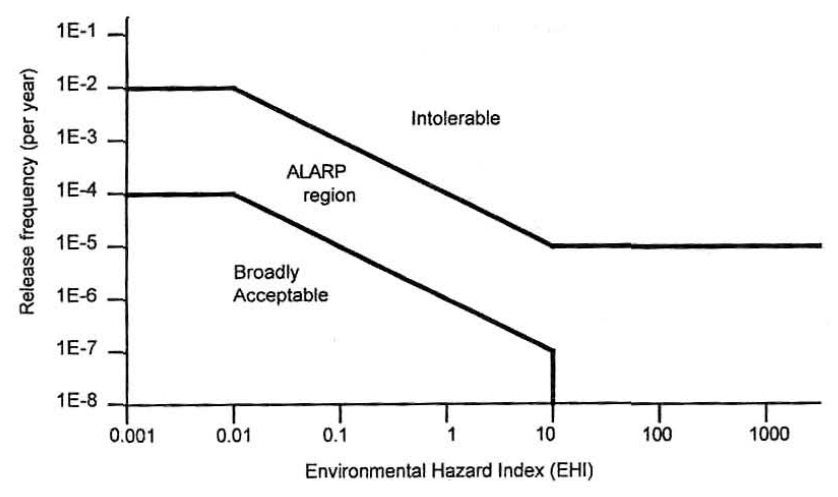 1E-1
1E-2
1E-3
1E-4
1E-5
1E-6
1E-7
1E-8
Release frequency (per year)
Intolerable
ALARP
region
Broadly
Acceptable
0.001 0.01 0.1 1 10 100 1000
Environmental Hazard Index (EHI)